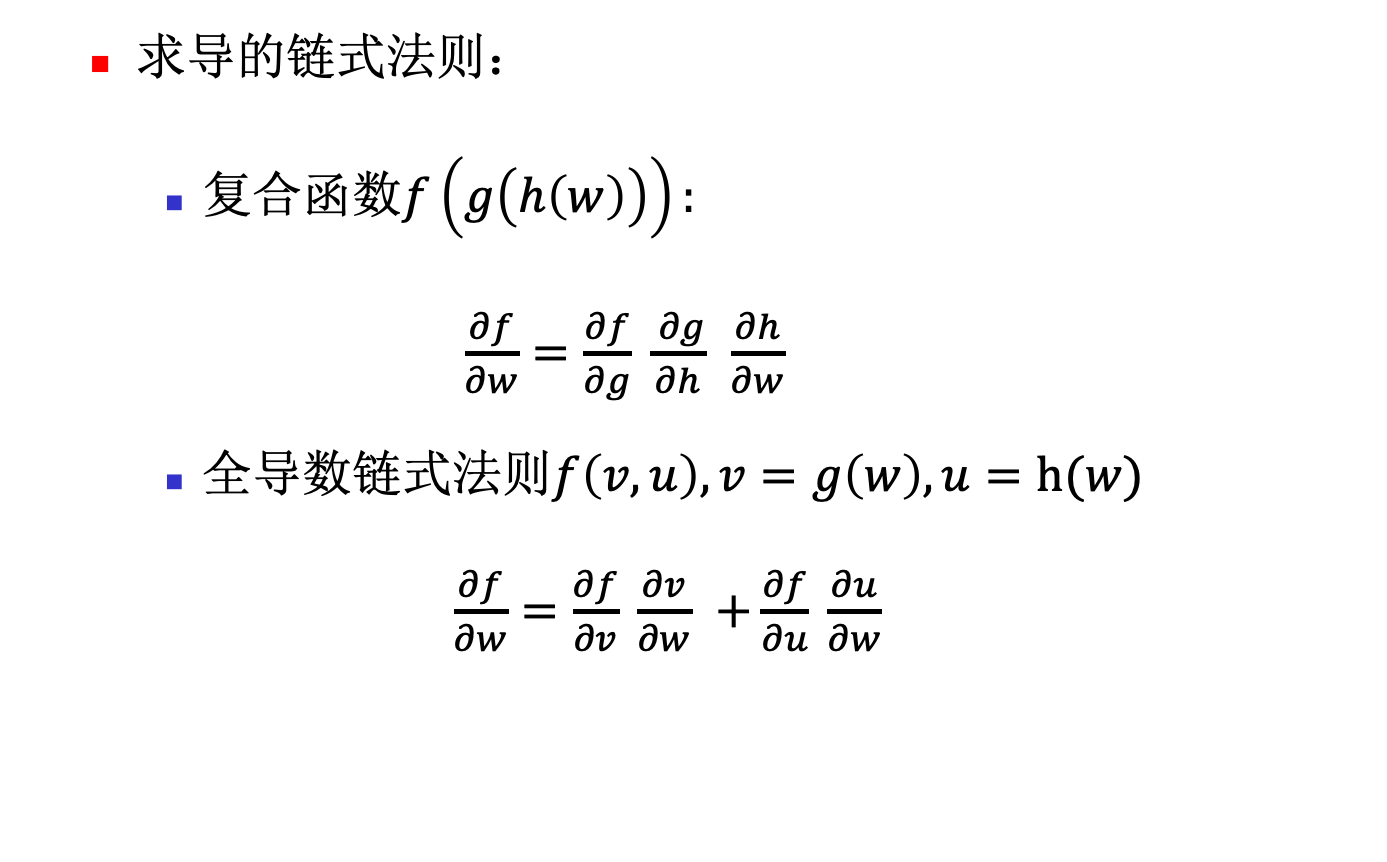 求导的链式法则：
复合函数f(g(h(w))):
∂f/∂w = ∂f/∂g ∂g/∂h ∂h/∂w
全导数链式法则f(v, u), v = g(w), u = h(w)
∂f/∂w = ∂f/∂v ∂v/∂w + ∂f/∂u ∂u/∂w